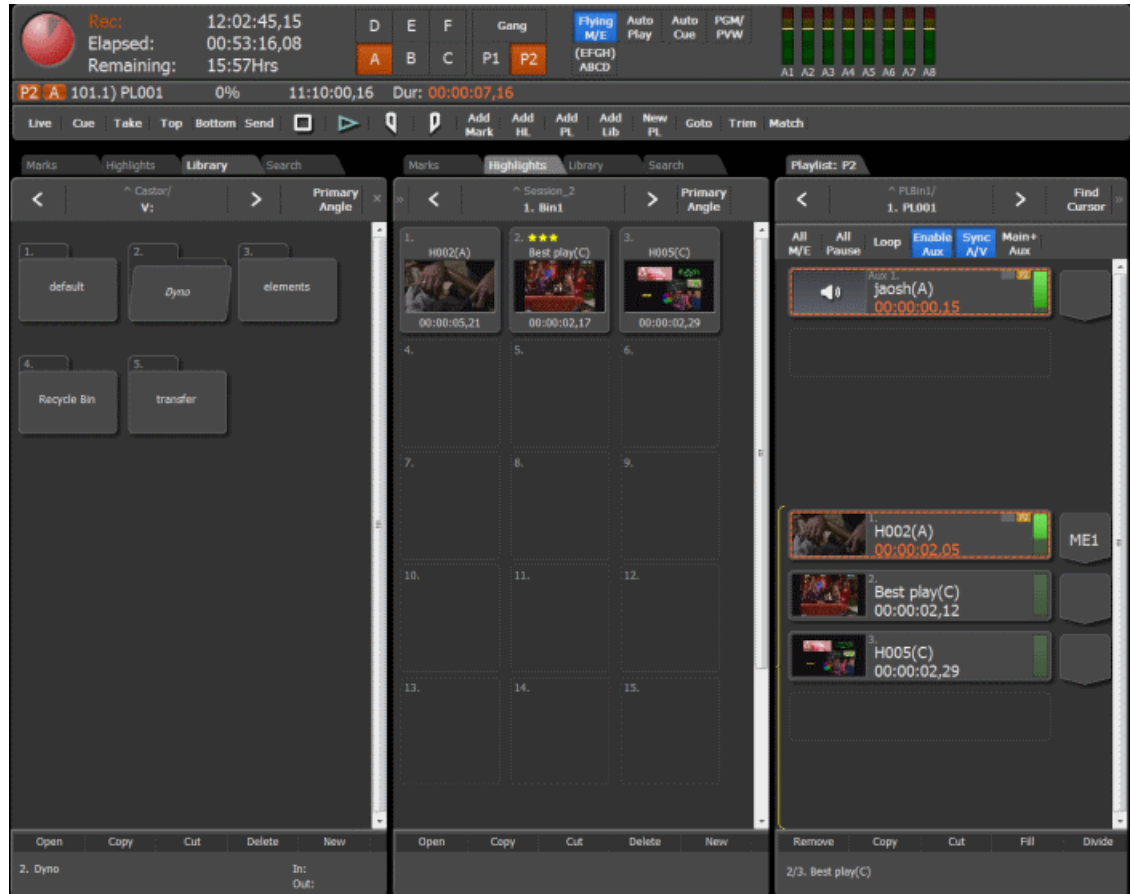 Rec: 12:02:45,15
Elapsed: 00:53:16,08
Remaining: 15:57Hrs
D E F Gang
A B C P1 P2
Flying M/E Auto Play Auto Cue PGM/ PVW
(EFGH) ABCD
A1 A2 A3 A4 A5 A6 A7 A8
P2 A 101.1) PL001 0% 11:10:00,16 Dur: 00:00:07,16
Live Cue Take Top Bottom Send Add Mark Add HL Add PL Add Lib New PL Goto Trim Match
Marks Highlights Library Search
< ^ Castor/ > Primary Angle ×
V:
1. default
2. Dyno
3. elements
4. Recycle Bin
5. transfer
Open Copy Cut Delete New
2. Dyno In:
Out:
Marks Highlights Library Search
» < ^ Session_2 > Primary Angle
1. Bin1
1. H002(A)
00:00:05,21
2. ★★★
Best play(C)
00:00:02,17
3. H005(C)
00:00:02,29
4. 5. 6.
7. 8. 9.
10. 11. 12.
13. 14. 15.
Open Copy Cut Delete New
Playlist: P2
< ^ PLBin1/ > Find Cursor »
1. PL001
All M/E All Pause Loop Enable Aux Sync A/V Main+ Aux
Aux 1. P2
jaosh(A)
00:00:00,15
1. P2
H002(A)
00:00:02,05
ME1
2.
Best play(C)
00:00:02,12
3.
H005(C)
00:00:02,29
Remove Copy Cut Fill Divide
2/3. Best play(C)